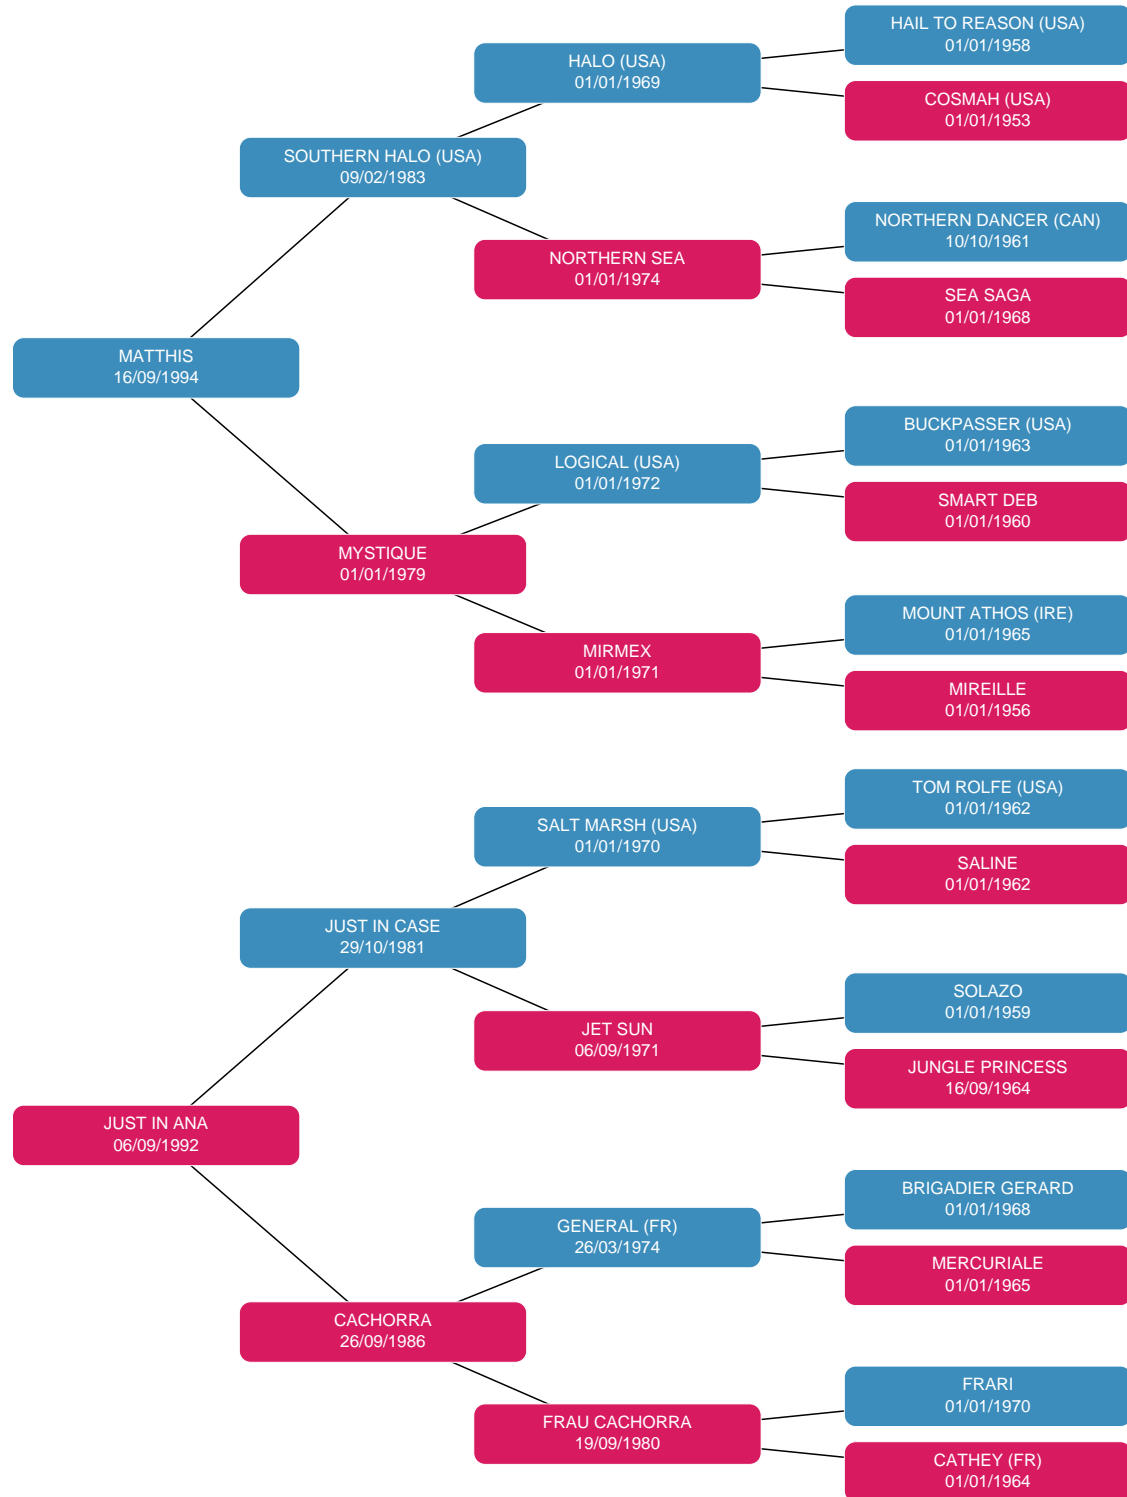 HAIL TO REASON (USA)
01/01/1958
HALO (USA)
01/01/1969
COSMAH (USA)
01/01/1953
SOUTHERN HALO (USA)
09/02/1983
NORTHERN DANCER (CAN)
10/10/1961
NORTHERN SEA
01/01/1974
SEA SAGA
01/01/1968
MATTHIS
16/09/1994
BUCKPASSER (USA)
01/01/1963
LOGICAL (USA)
01/01/1972
SMART DEB
01/01/1960
MYSTIQUE
01/01/1979
MOUNT ATHOS (IRE)
01/01/1965
MIRMEX
01/01/1971
MIREILLE
01/01/1956
TOM ROLFE (USA)
01/01/1962
SALT MARSH (USA)
01/01/1970
SALINE
01/01/1962
JUST IN CASE
29/10/1981
SOLAZO
01/01/1959
JET SUN
06/09/1971
JUNGLE PRINCESS
16/09/1964
JUST IN ANA
06/09/1992
BRIGADIER GERARD
01/01/1968
GENERAL (FR)
26/03/1974
MERCURIALE
01/01/1965
CACHORRA
26/09/1986
FRARI
01/01/1970
FRAU CACHORRA
19/09/1980
CATHEY (FR)
01/01/1964